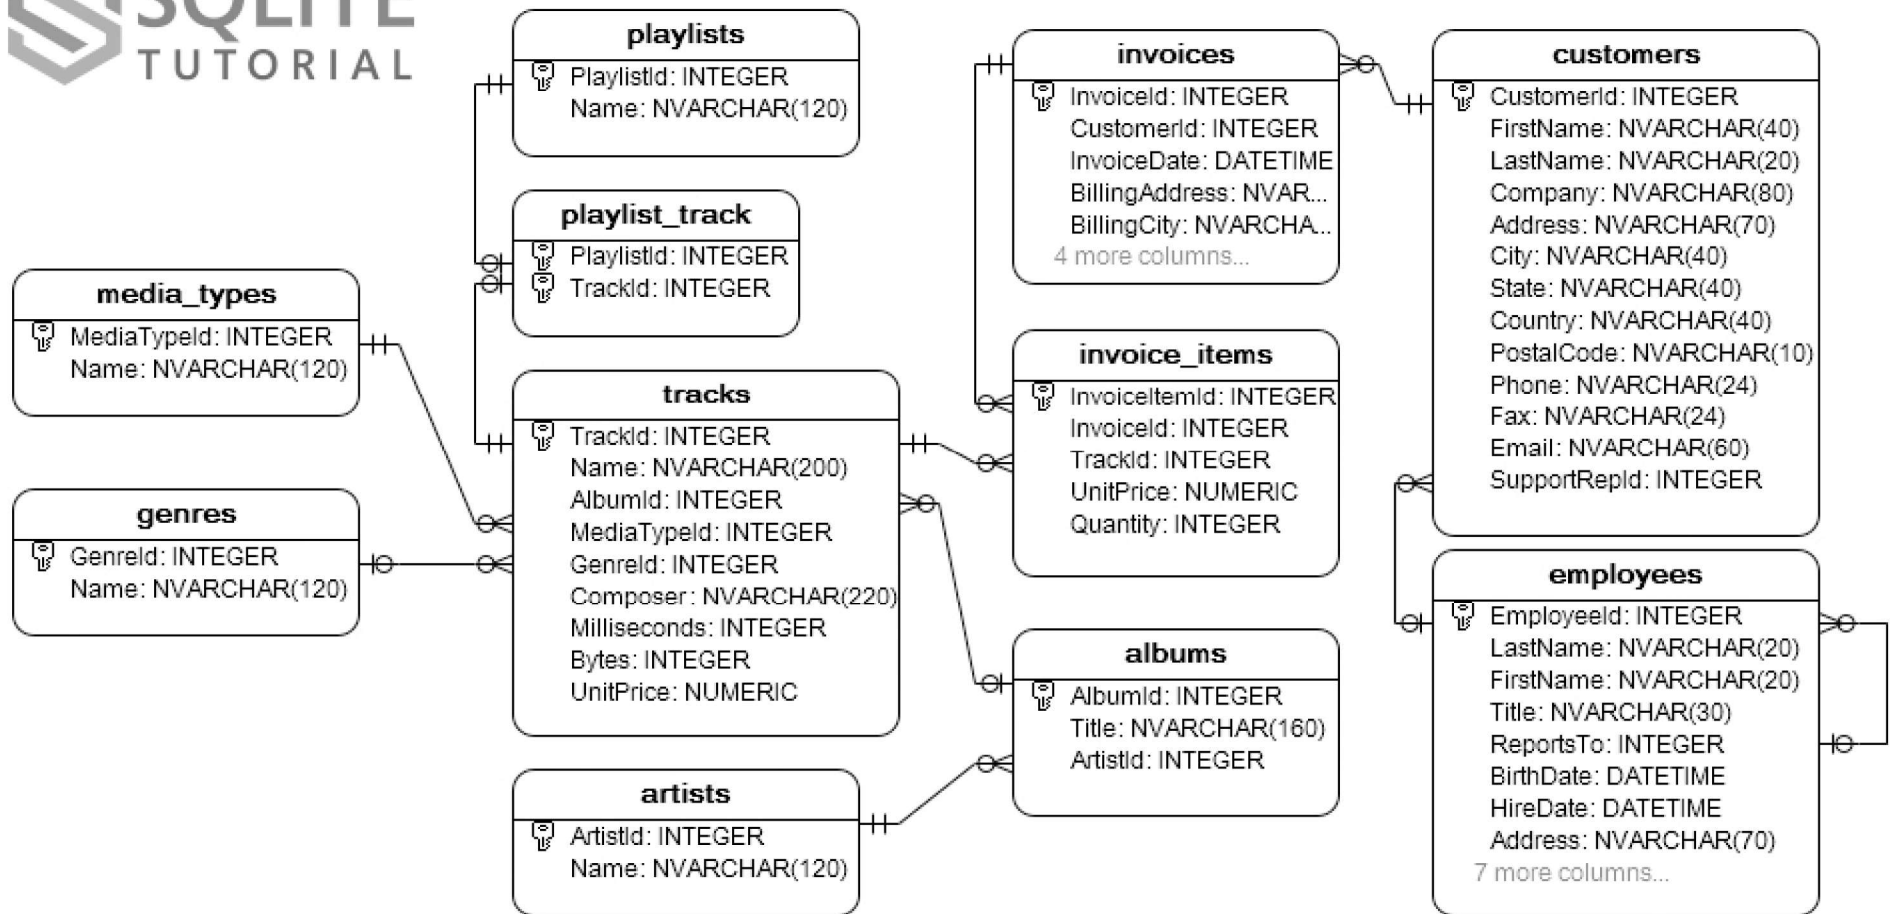 SQLITE
TUTORIAL
playlists
PlaylistId: INTEGER
Name: NVARCHAR(120)
playlist_track
PlaylistId: INTEGER
TrackId: INTEGER
media_types
MediaTypeId: INTEGER
Name: NVARCHAR(120)
genres
GenreId: INTEGER
Name: NVARCHAR(120)
tracks
TrackId: INTEGER
Name: NVARCHAR(200)
AlbumId: INTEGER
MediaTypeId: INTEGER
GenreId: INTEGER
Composer: NVARCHAR(220)
Milliseconds: INTEGER
Bytes: INTEGER
UnitPrice: NUMERIC
artists
ArtistId: INTEGER
Name: NVARCHAR(120)
invoices
InvoiceId: INTEGER
CustomerId: INTEGER
InvoiceDate: DATETIME
BillingAddress: NVAR...
BillingCity: NVARCHA...
4 more columns...
invoice_items
InvoiceItemId: INTEGER
InvoiceId: INTEGER
TrackId: INTEGER
UnitPrice: NUMERIC
Quantity: INTEGER
albums
AlbumId: INTEGER
Title: NVARCHAR(160)
ArtistId: INTEGER
customers
CustomerId: INTEGER
FirstName: NVARCHAR(40)
LastName: NVARCHAR(20)
Company: NVARCHAR(80)
Address: NVARCHAR(70)
City: NVARCHAR(40)
State: NVARCHAR(40)
Country: NVARCHAR(40)
PostalCode: NVARCHAR(10)
Phone: NVARCHAR(24)
Fax: NVARCHAR(24)
Email: NVARCHAR(60)
SupportRepId: INTEGER
employees
EmployeeId: INTEGER
LastName: NVARCHAR(20)
FirstName: NVARCHAR(20)
Title: NVARCHAR(30)
ReportsTo: INTEGER
BirthDate: DATETIME
HireDate: DATETIME
Address: NVARCHAR(70)
7 more columns...